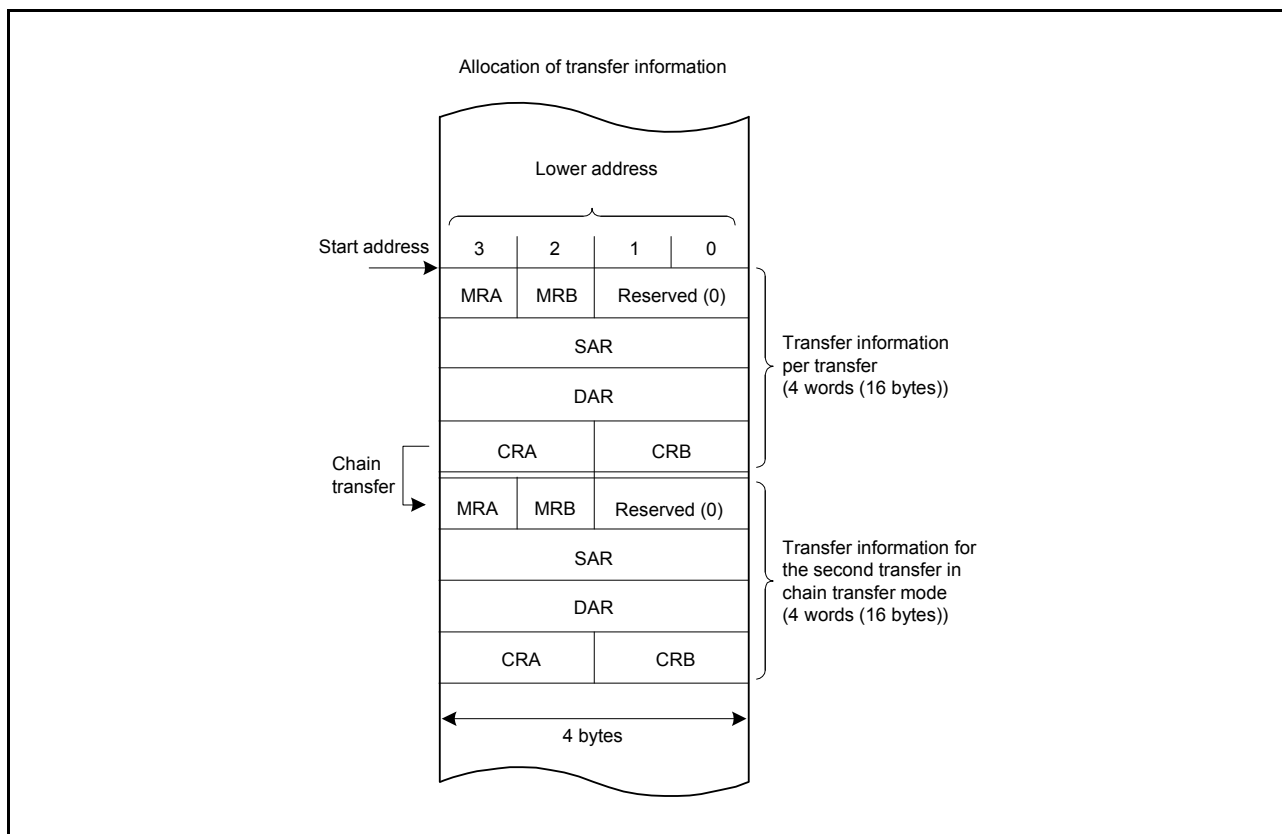 Allocation of transfer information
Lower address
Start address
3 2 1 0
MRA MRB Reserved (0)
SAR
DAR
CRA CRB
Transfer information
per transfer
(4 words (16 bytes))
Chain
transfer
MRA MRB Reserved (0)
SAR
DAR
CRA CRB
Transfer information for
the second transfer in
chain transfer mode
(4 words (16 bytes))
4 bytes